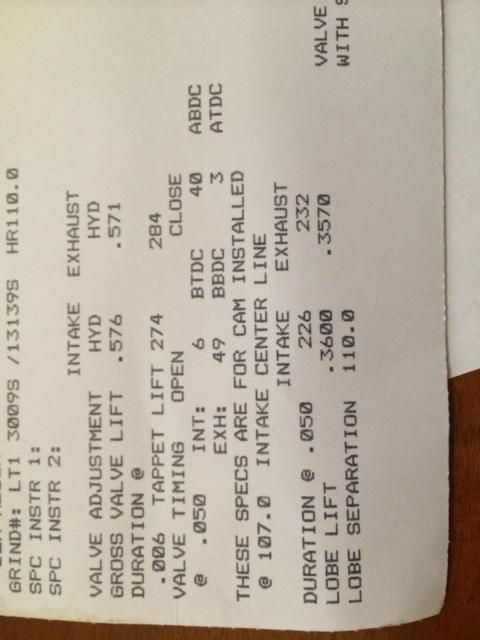 GRIND#: LT1 3009S /13139S HR110.0
SPC INSTR 1:
SPC INSTR 2:
INTAKE EXHAUST
VALVE ADJUSTMENT HYD HYD
GROSS VALVE LIFT .576 .571
DURATION @
.006 TAPPET LIFT 274 284
VALVE TIMING OPEN CLOSE
@ .050 INT: 6 BTDC 40 ABDC
EXH: 49 BBDC 3 ATDC
THESE SPECS ARE FOR CAM INSTALLED
@ 107.0 INTAKE CENTER LINE
INTAKE EXHAUST
DURATION @ .050 226 232
LOBE LIFT .3600 .3570
LOBE SEPARATION 110.0
VALVE
WITH